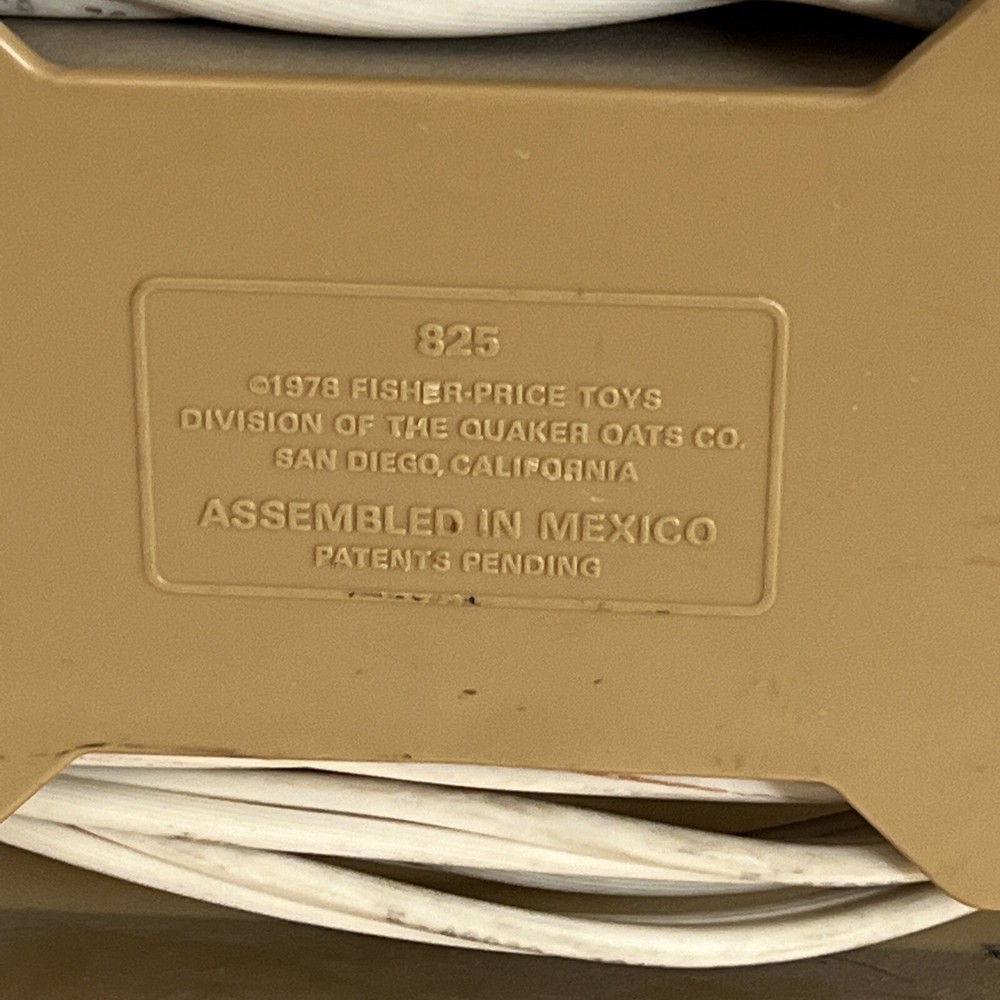 825
©1978 FISHER-PRICE TOYS
DIVISION OF THE QUAKER OATS CO.
SAN DIEGO, CALIFORNIA
ASSEMBLED IN MEXICO
PATENTS PENDING